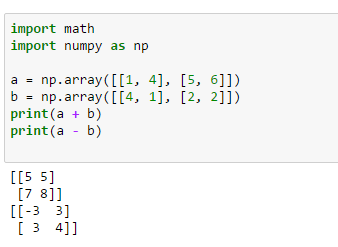 import math
import numpy as np
a = np.array([[1, 4], [5, 6]])
b = np.array([[4, 1], [2, 2]])
print(a + b)
print(a - b)
[[5 5]
 [7 8]]
[[-3  3]
 [ 3  4]]